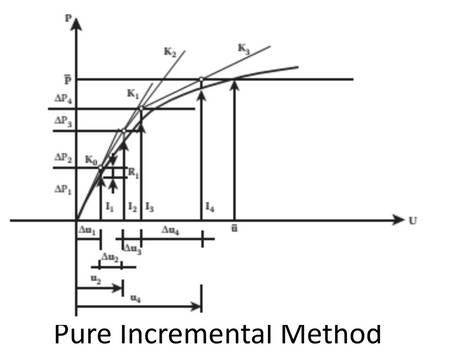 P
K₂
K₃
P̄
K₁
ΔP₄
ΔP₃
ΔP₂
K₀
R₁
ΔP₁
I₁
I₂
I₃
I₄
U
Δu₁
Δu₄
ū
Δu₃
Δu₂
u₂
u₄
Pure Incremental Method